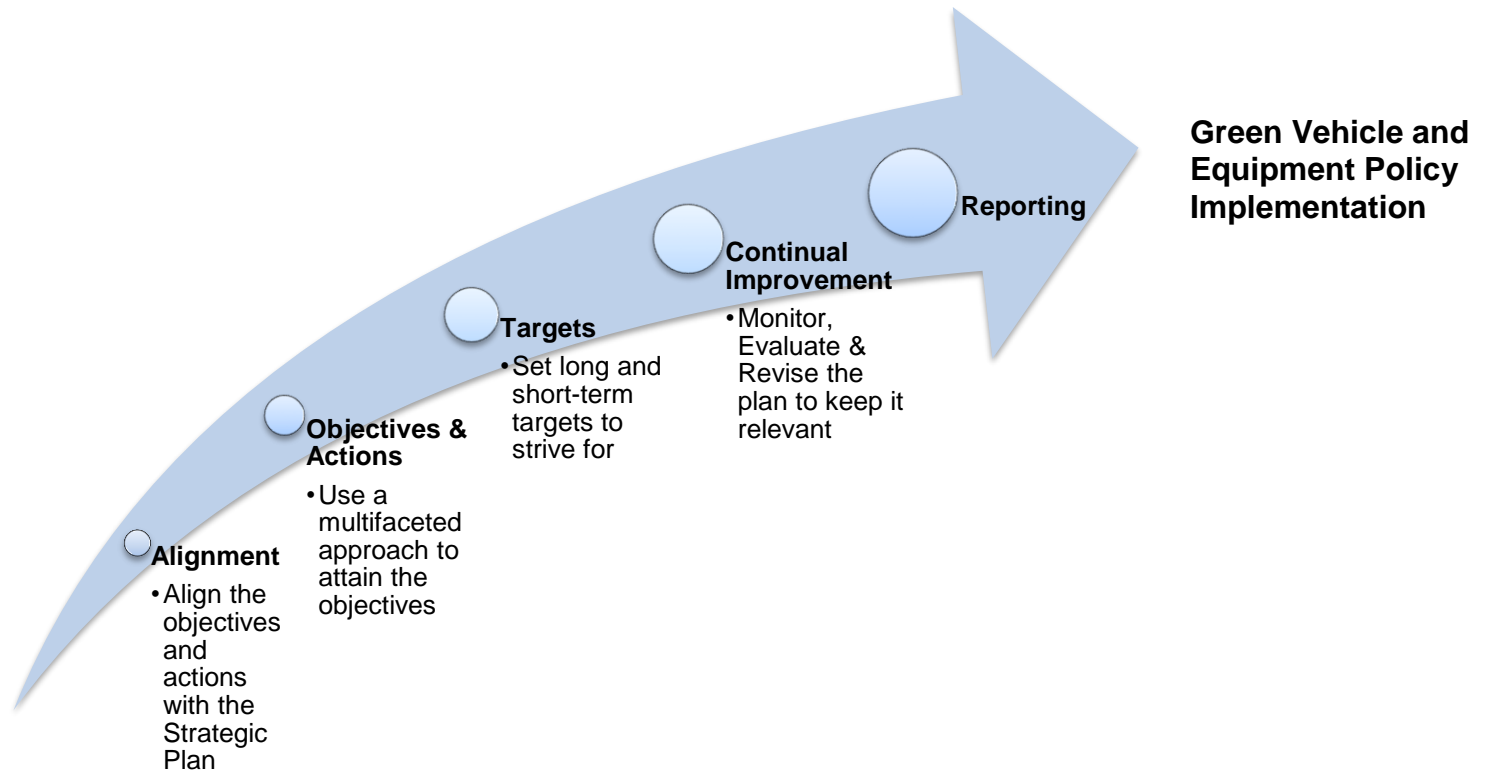 Alignment
•Align the
objectives
and
actions
with the
Strategic
Plan
Objectives &
Actions
•Use a
multifaceted
approach to
attain the
objectives
Targets
•Set long and
short-term
targets to
strive for
Continual
Improvement
•Monitor,
Evaluate &
Revise the
plan to keep it
relevant
Reporting
Green Vehicle and
Equipment Policy
Implementation